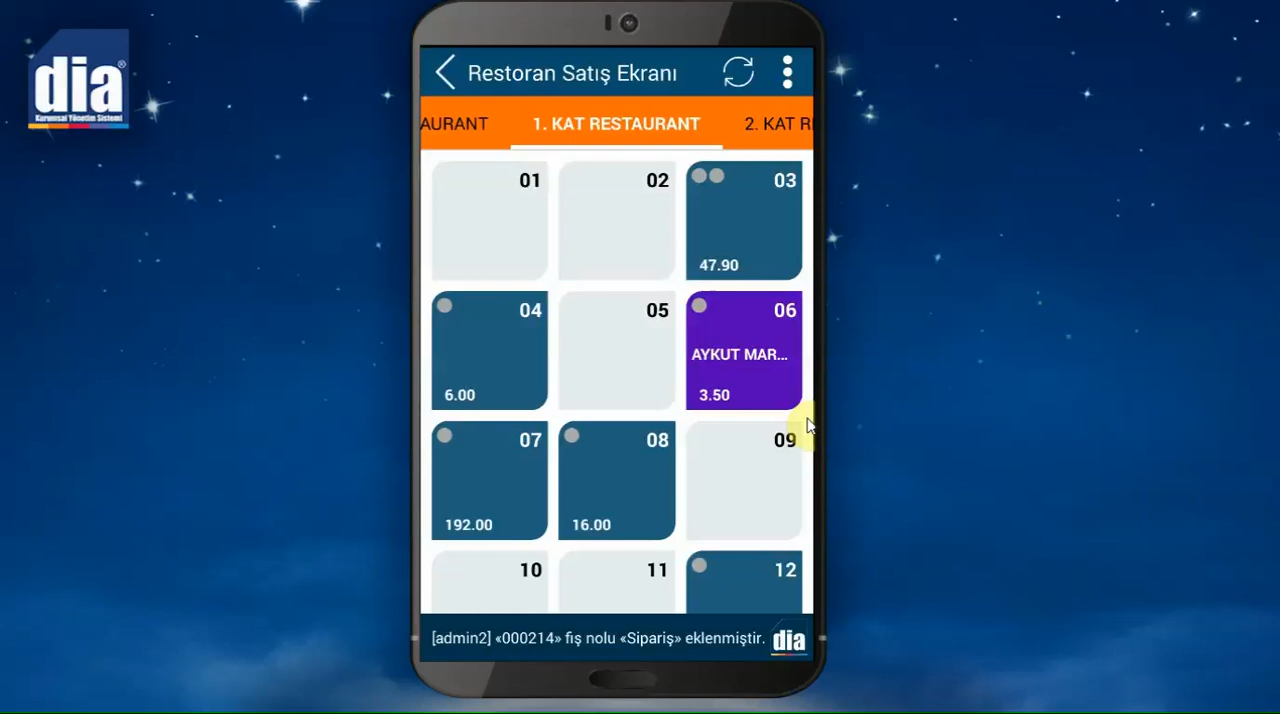 dia®
Kurumsal Yönetim Sistemi
Restoran Satış Ekranı
AURANT
1. KAT RESTAURANT
2. KAT R
01
02
03
47.90
04
6.00
05
06
AYKUT MAR...
3.50
07
192.00
08
16.00
09
10
11
12
[admin2] «000214» fiş nolu «Sipariş» eklenmiştir.
dia